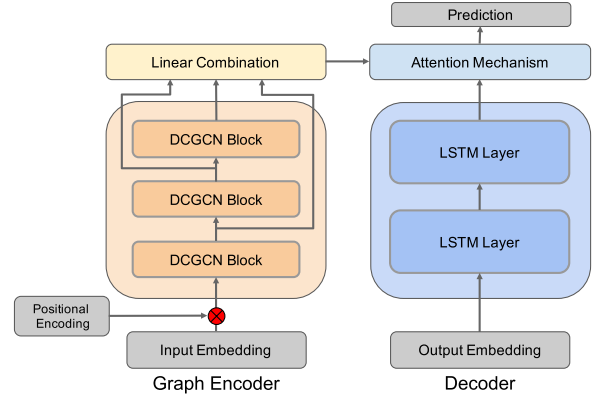 Prediction
Linear Combination
Attention Mechanism
DCGCN Block
LSTM Layer
DCGCN Block
DCGCN Block
LSTM Layer
Positional
Encoding
Input Embedding
Output Embedding
Graph Encoder
Decoder